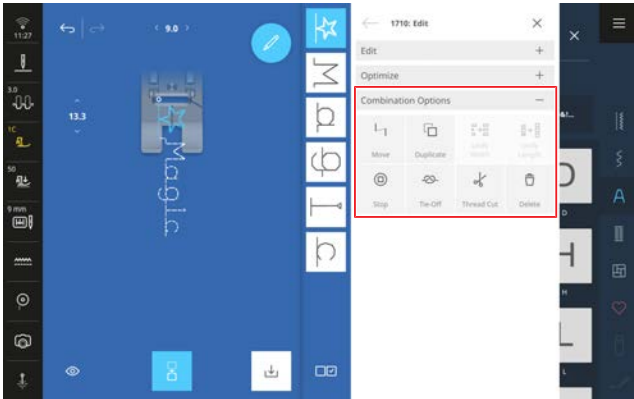 11:27
9.0
3.0
13.3
1C
50
9 mm
Magic
M
a
g
i
c
1710: Edit
Edit
Optimize
Combination Options
Move
Duplicate
Stop
Tie-Off
Thread Cut
Delete
&!...
D
D
H
H
L
L
A